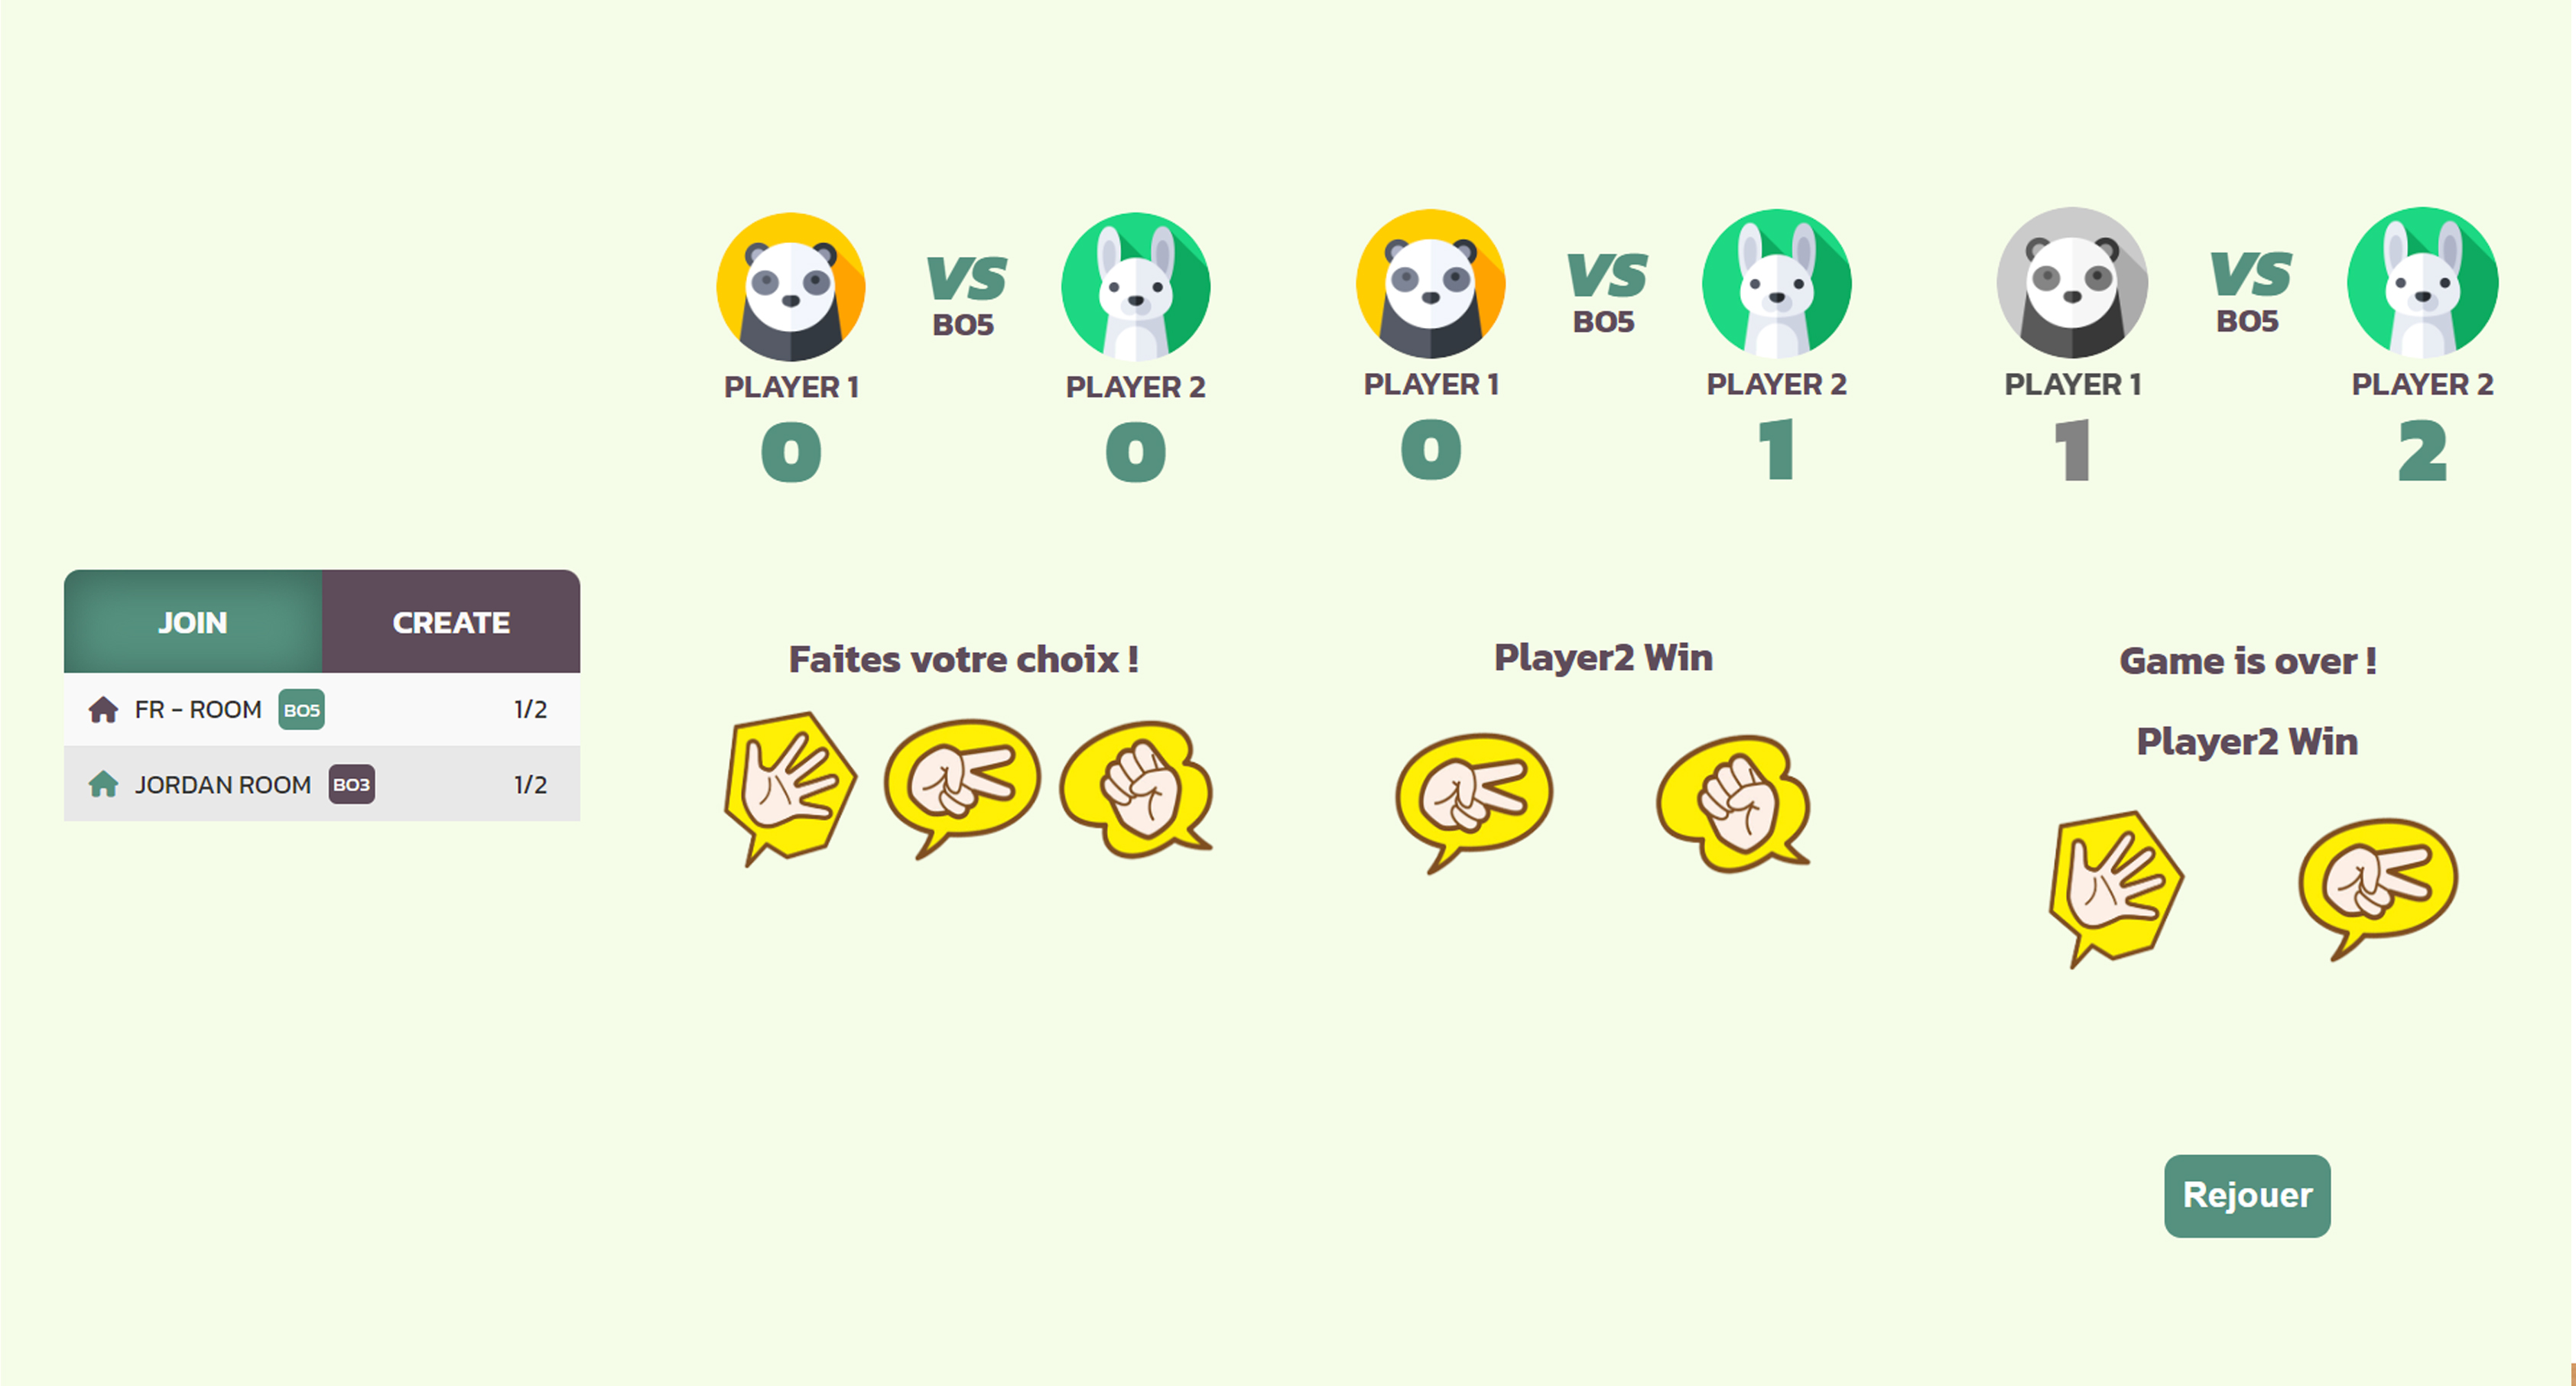 JOIN
CREATE
FR - ROOM BO5 1/2
JORDAN ROOM BO3 1/2
VS
BO5
PLAYER 1
PLAYER 2
0
0
Faites votre choix !
VS
BO5
PLAYER 1
PLAYER 2
0
1
Player2 Win
VS
BO5
PLAYER 1
PLAYER 2
1
2
Game is over !
Player2 Win
Rejouer